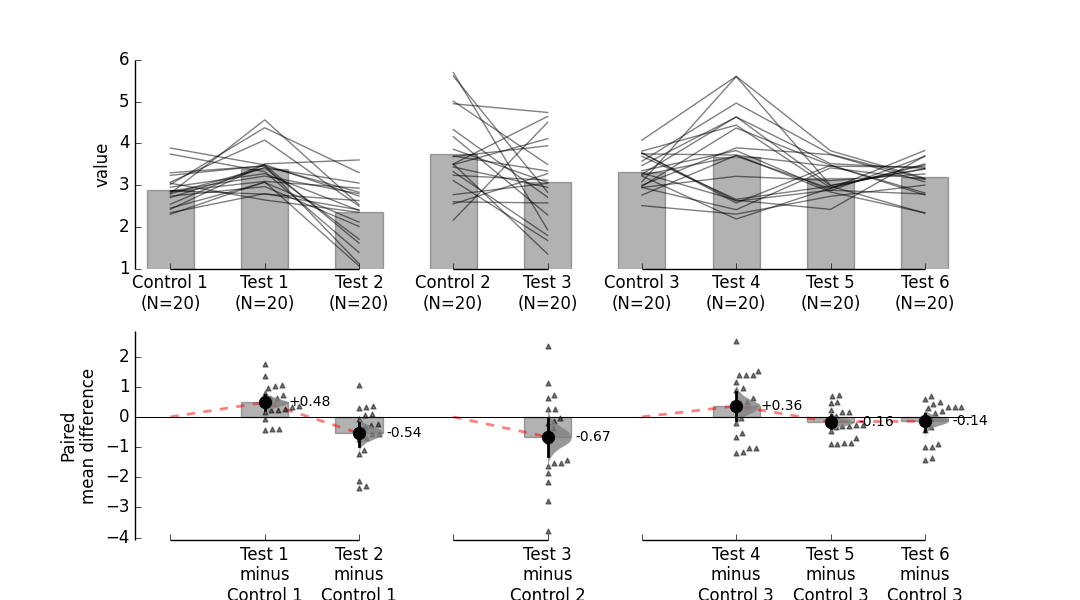 6
5
4
3
2
1
value
Control 1 Test 1 Test 2 Control 2 Test 3 Control 3 Test 4 Test 5 Test 6
(N=20) (N=20) (N=20) (N=20) (N=20) (N=20) (N=20) (N=20) (N=20)
2
1
0
−1
−2
−3
−4
Paired
mean difference
+0.48
-0.54
-0.67
+0.36
-0.16
-0.14
Test 1 Test 2 Test 3 Test 4 Test 5 Test 6
minus minus minus minus minus minus
Control 1 Control 1 Control 2 Control 3 Control 3 Control 3